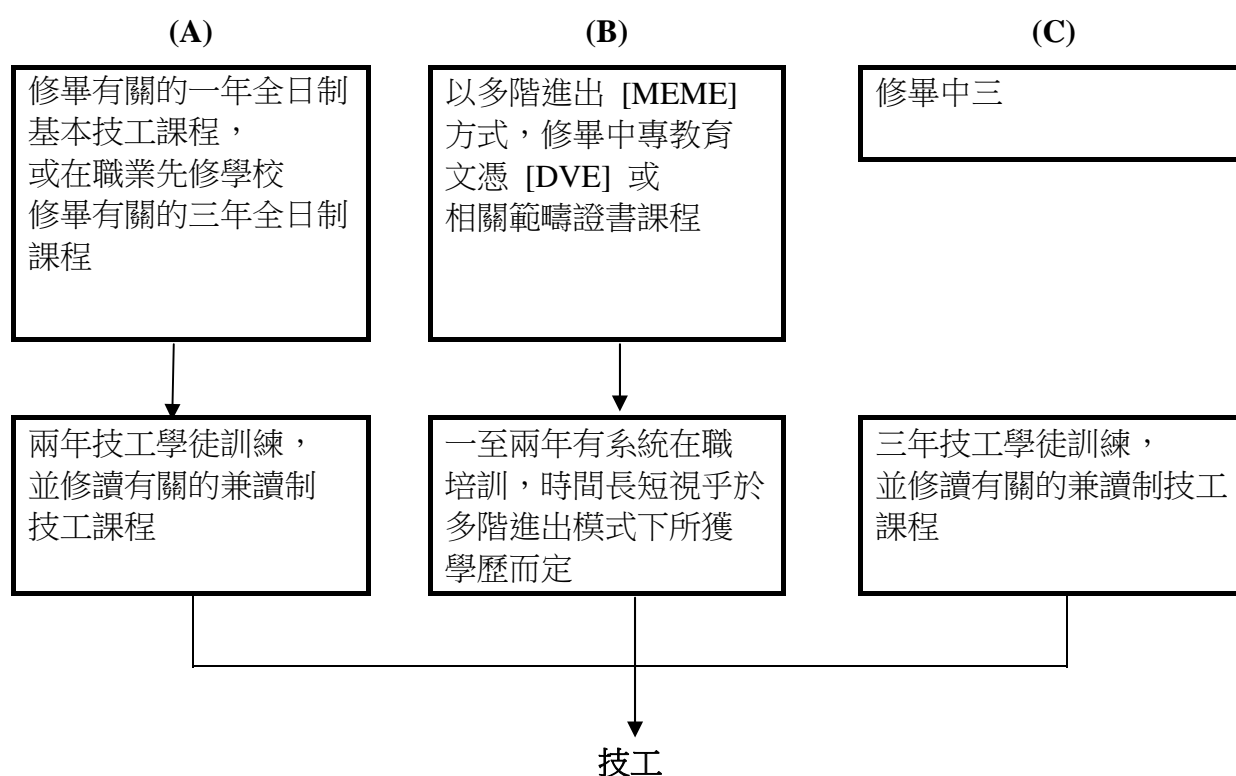 (A)
(B)
(C)
修畢有關的一年全日制
基本技工課程，
或在職業先修學校
修畢有關的三年全日制
課程
以多階進出 [MEME]
方式，修畢中專教育
文憑 [DVE] 或
相關範疇證書課程
修畢中三
兩年技工學徒訓練，
並修讀有關的兼讀制
技工課程
一至兩年有系統在職
培訓，時間長短視乎於
多階進出模式下所獲
學歷而定
三年技工學徒訓練，
並修讀有關的兼讀制技工
課程
技工